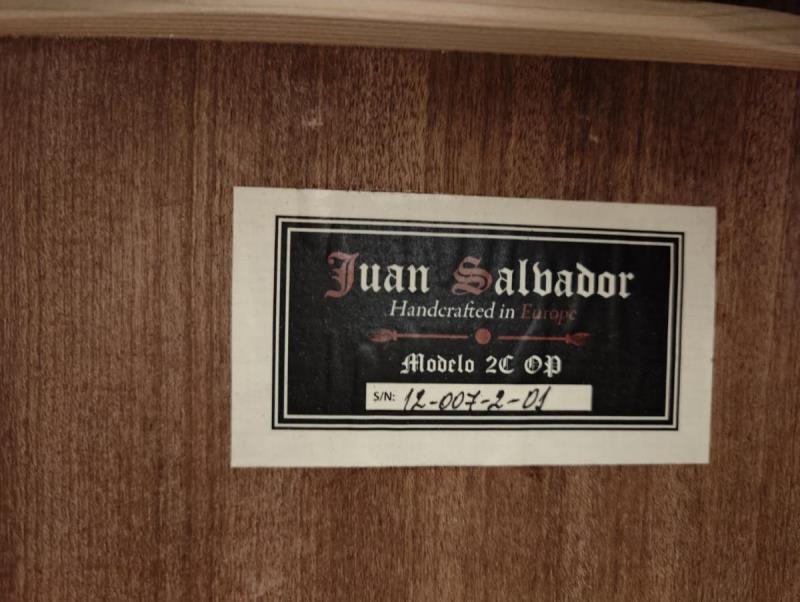 Juan Salvador
Handcrafted in Europe
Modelo 2C OP
S/N: 12-007-2-01